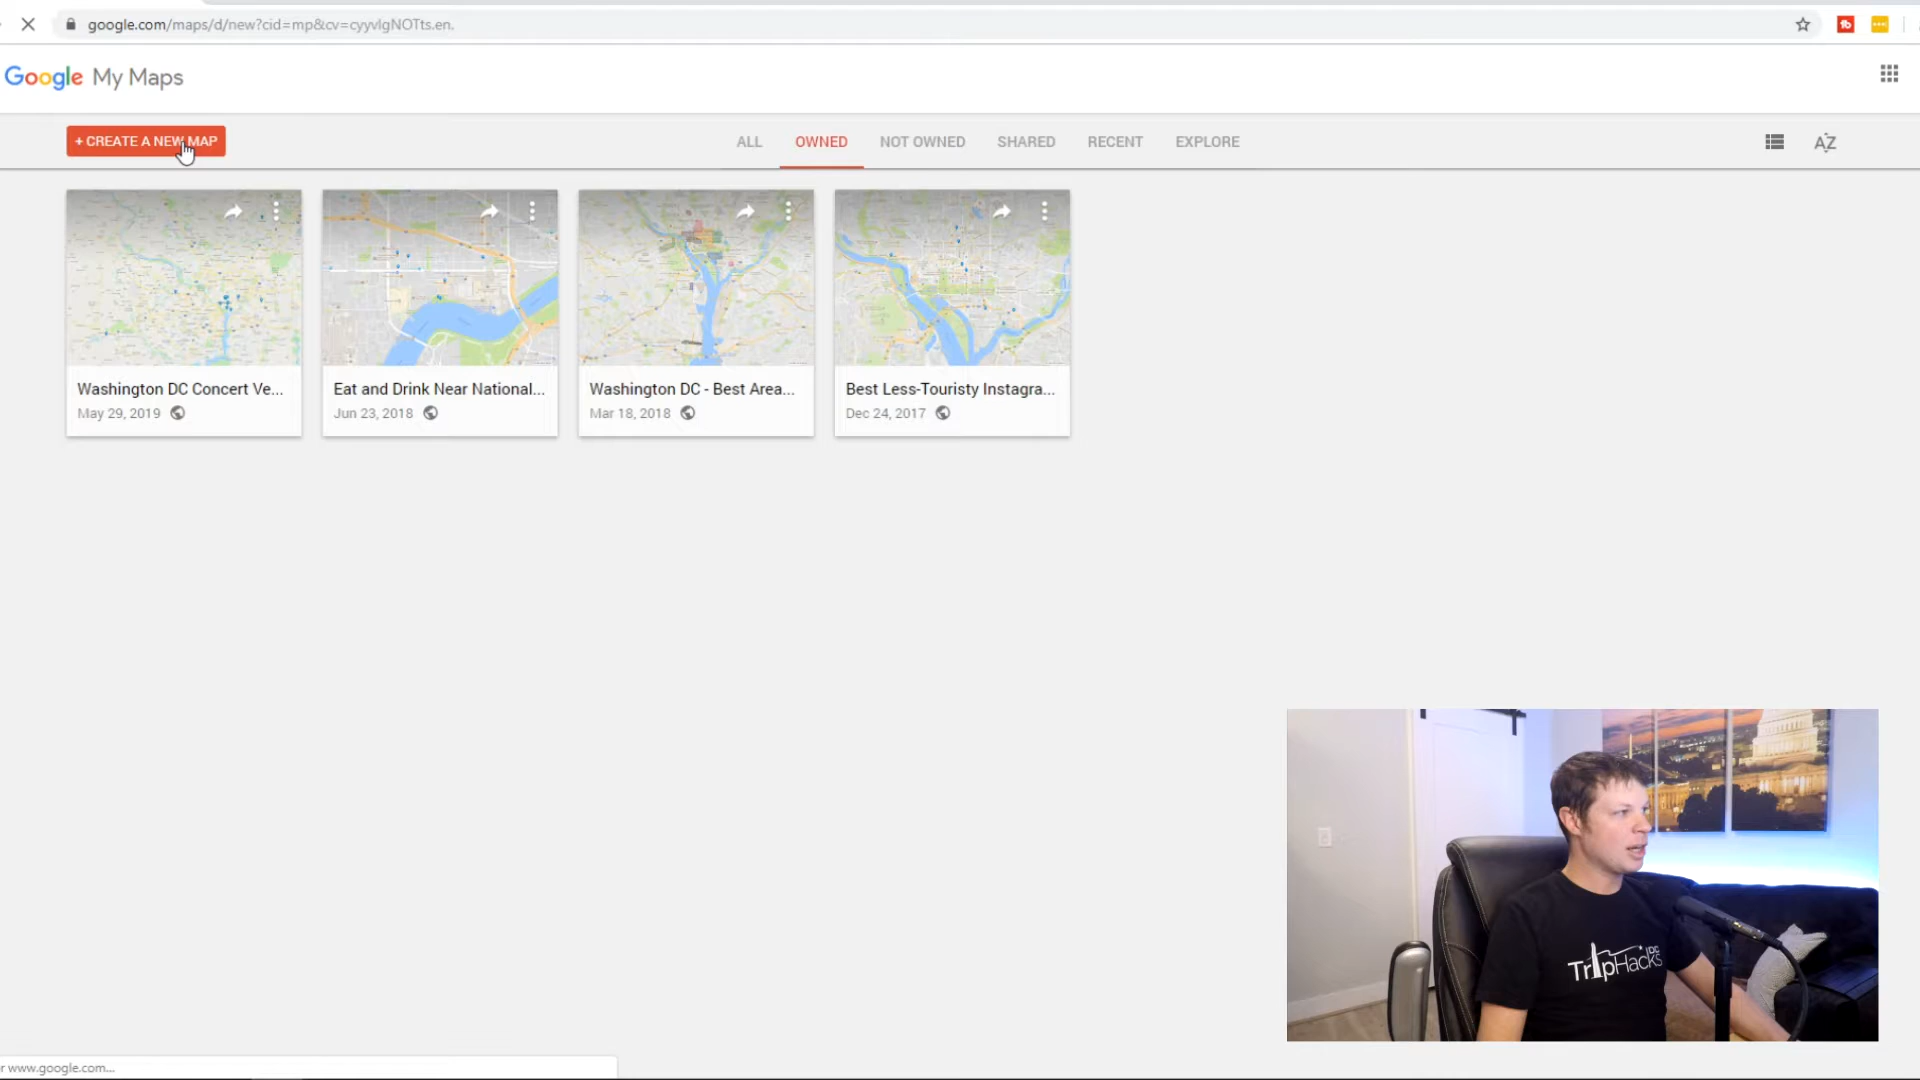 google.com/maps/d/new?cid=mp&cv=cyyvIgNOTts.en.
Google My Maps
+ CREATE A NEW MAP
ALL
OWNED
NOT OWNED
SHARED
RECENT
EXPLORE
AZ
Washington DC Concert Ve...
May 29, 2019
Eat and Drink Near National...
Jun 23, 2018
Washington DC - Best Area...
Mar 18, 2018
Best Less-Touristy Instagra...
Dec 24, 2017
TripHacks DC
r www.google.com...